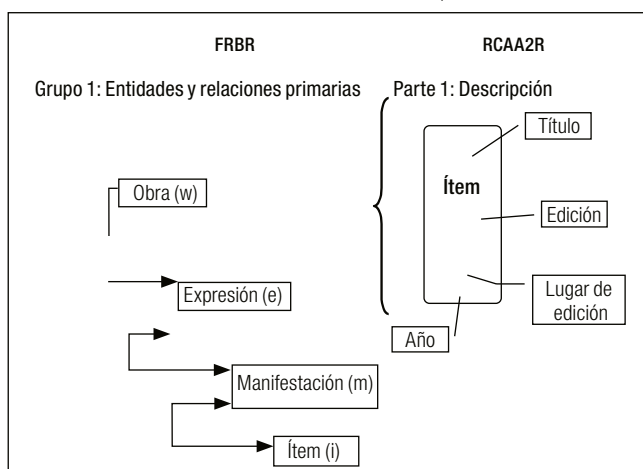 FRBR
RCAA2R
Grupo 1: Entidades y relaciones primarias
Parte 1: Descripción
Título
Ítem
Obra (w)
Edición
Expresión (e)
Lugar de
edición
Año
Manifestación (m)
Ítem (i)